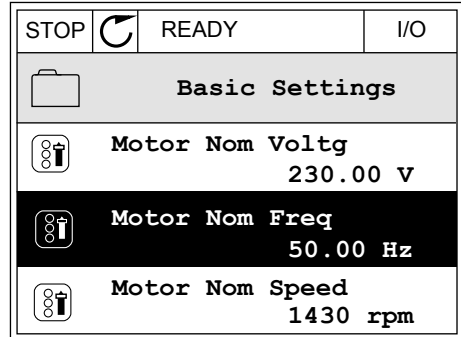 STOP READY I/O
Basic Settings
Motor Nom Voltg
230.00 V
Motor Nom Freq
50.00 Hz
Motor Nom Speed
1430 rpm